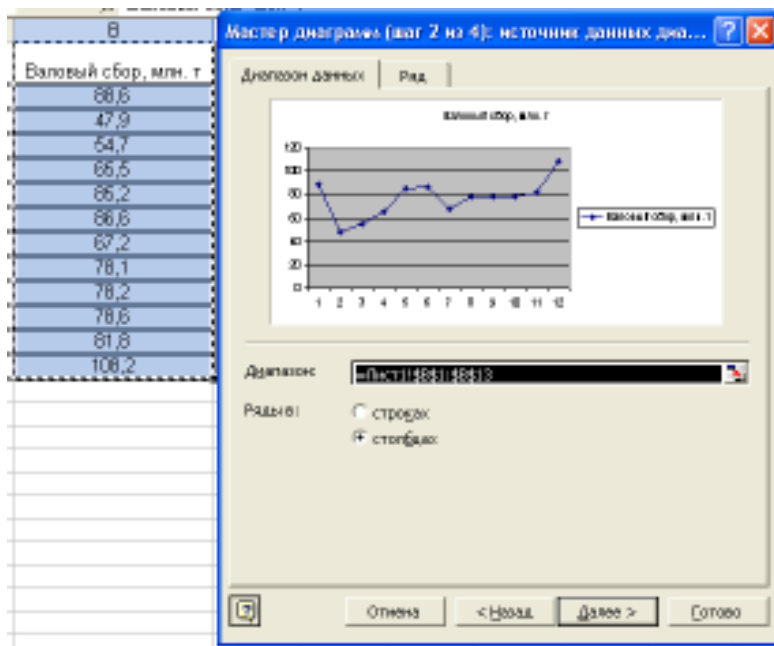 B
Валовый сбор, млн. т
88,6
47,9
54,7
65,5
85,2
86,6
67,2
78,1
78,2
78,6
81,8
108,2
Мастер диаграмм (шаг 2 из 4): источник данных диа...
Диапазон данных
Ряд
Валовый сбор, млн. т
120
100
80
60
40
20
0
1 2 3 4 5 6 7 8 9 10 11 12
Валовый сбор, млн. т
Диапазон:
=Лист1!$B$1:$B$13
Ряды в:
строках
столбцах
Отмена
< Назад
Далее >
Готово